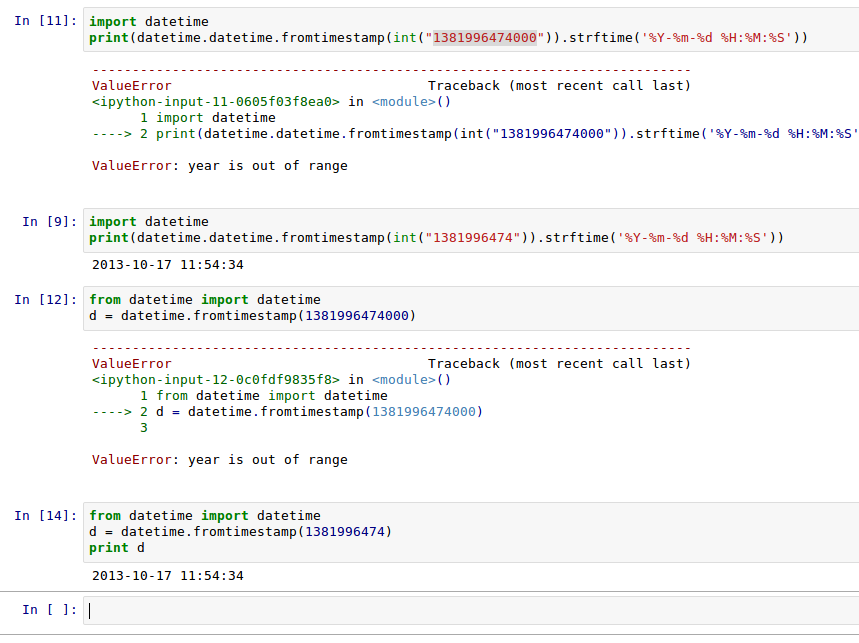 In [11]: import datetime
print(datetime.datetime.fromtimestamp(int("1381996474000")).strftime('%Y-%m-%d %H:%M:%S'))
---------------------------------------------------------------------------
ValueError                                Traceback (most recent call last)
<ipython-input-11-0605f03f8ea0> in <module>()
      1 import datetime
----> 2 print(datetime.datetime.fromtimestamp(int("1381996474000")).strftime('%Y-%m-%d %H:%M:%S'
ValueError: year is out of range
In [9]: import datetime
print(datetime.datetime.fromtimestamp(int("1381996474")).strftime('%Y-%m-%d %H:%M:%S'))
2013-10-17 11:54:34
In [12]: from datetime import datetime
d = datetime.fromtimestamp(1381996474000)
---------------------------------------------------------------------------
ValueError                                Traceback (most recent call last)
<ipython-input-12-0c0fdf9835f8> in <module>()
      1 from datetime import datetime
----> 2 d = datetime.fromtimestamp(1381996474000)
      3
ValueError: year is out of range
In [14]: from datetime import datetime
d = datetime.fromtimestamp(1381996474)
print d
2013-10-17 11:54:34
In [ ]: